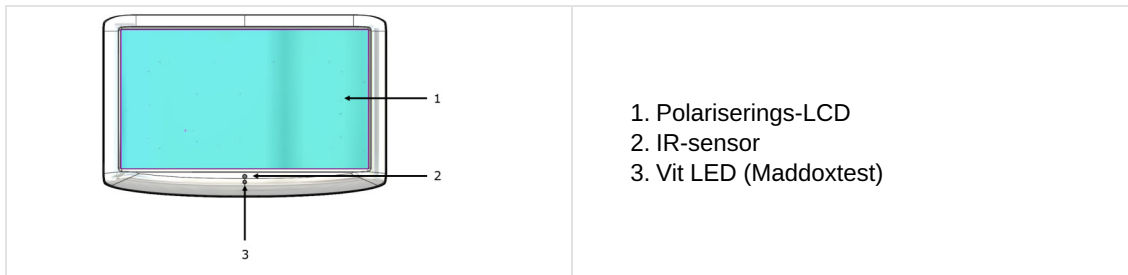 1
2
3
1. Polariserings-LCD
2. IR-sensor
3. Vit LED (Maddoxtest)